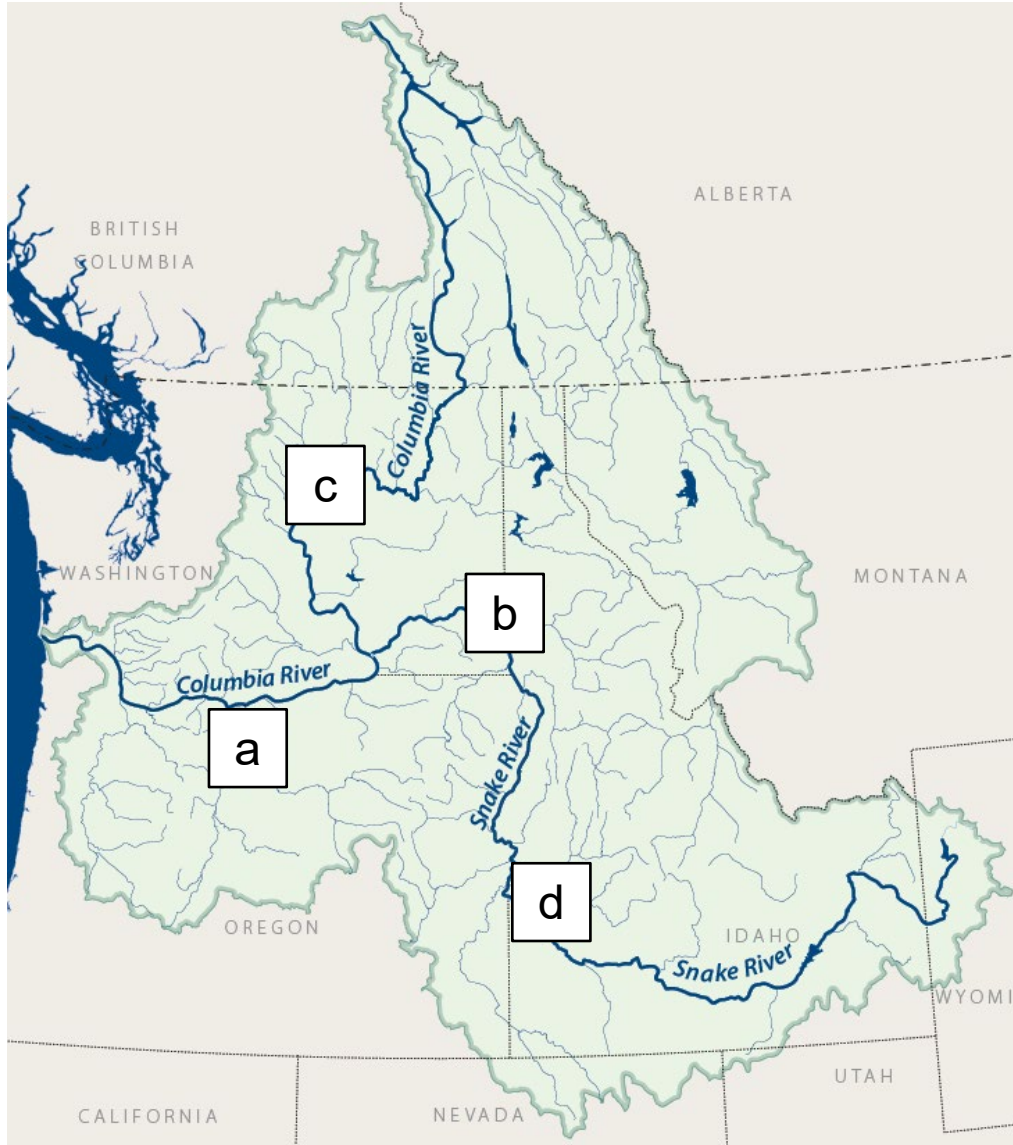 ALBERTA
BRITISH
COLUMBIA
Columbia River
c
WASHINGTON
MONTANA
b
Columbia River
a
Snake River
d
OREGON
IDAHO
Snake River
WYOMI
UTAH
CALIFORNIA
NEVADA